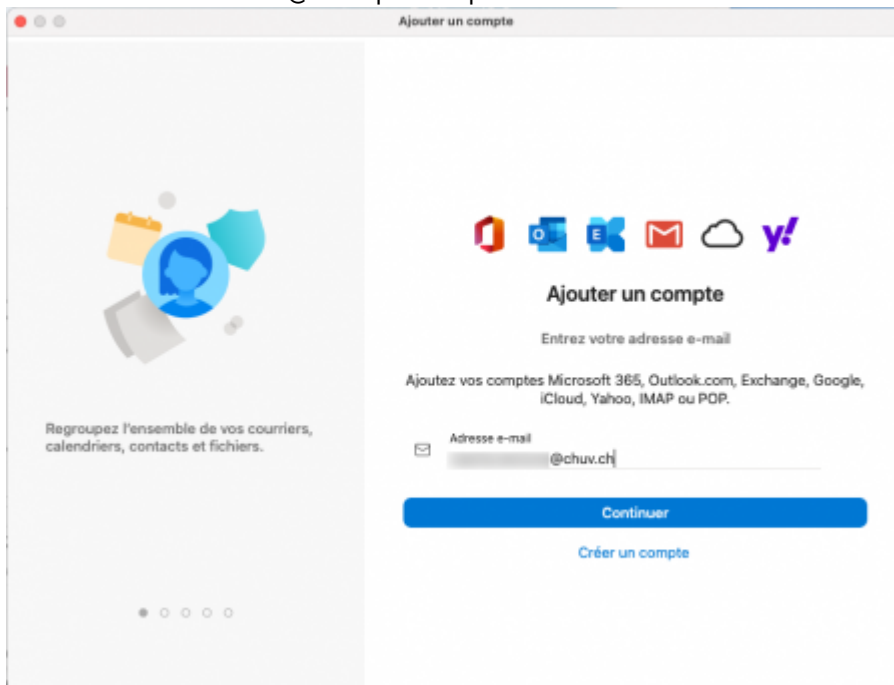 Ajouter un compte
Ajouter un compte
Entrez votre adresse e-mail
Ajoutez vos comptes Microsoft 365, Outlook.com, Exchange, Google,
iCloud, Yahoo, IMAP ou POP.
Regroupez l'ensemble de vos courriers,
calendriers, contacts et fichiers.
Adresse e-mail
@chuv.ch
Continuer
Créer un compte